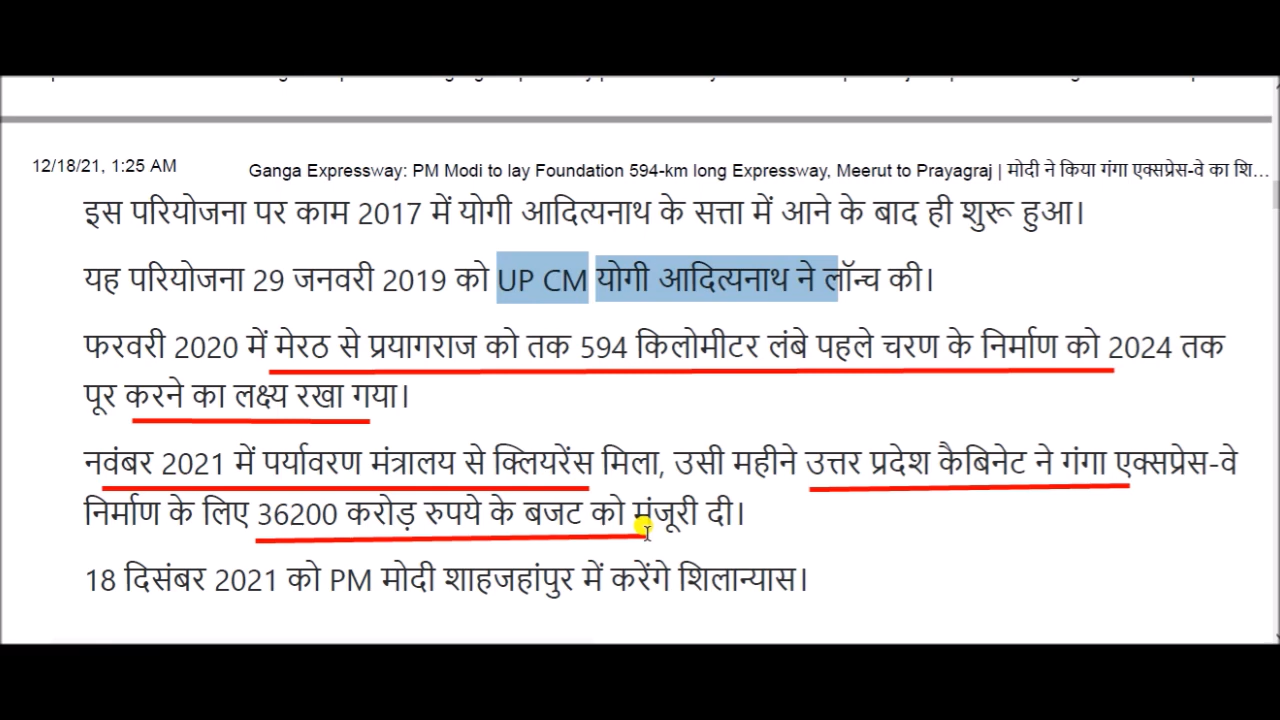 12/18/21, 1:25 AM Ganga Expressway: PM Modi to lay Foundation 594-km long Expressway, Meerut to Prayagraj | मोदी ने किया गंगा एक्सप्रेस-वे का शि...
इस परियोजना पर काम 2017 में योगी आदित्यनाथ के सत्ता में आने के बाद ही शुरू हुआ।
यह परियोजना 29 जनवरी 2019 को UP CM योगी आदित्यनाथ ने लॉन्च की।
फरवरी 2020 में मेरठ से प्रयागराज को तक 594 किलोमीटर लंबे पहले चरण के निर्माण को 2024 तक
पूर करने का लक्ष्य रखा गया।
नवंबर 2021 में पर्यावरण मंत्रालय से क्लियरेंस मिला, उसी महीने उत्तर प्रदेश कैबिनेट ने गंगा एक्सप्रेस-वे
निर्माण के लिए 36200 करोड़ रुपये के बजट को मंजूरी दी।
18 दिसंबर 2021 को PM मोदी शाहजहांपुर में करेंगे शिलान्यास।